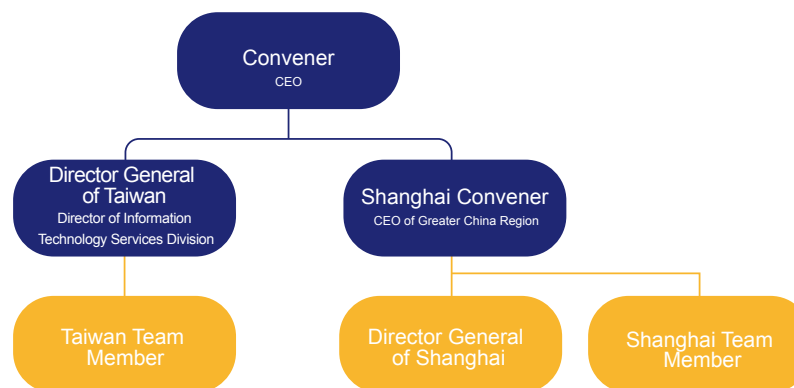 Convener
CEO
Director General
of Taiwan
Director of Information
Technology Services Division
Shanghai Convener
CEO of Greater China Region
Taiwan Team
Member
Director General
of Shanghai
Shanghai Team
Member